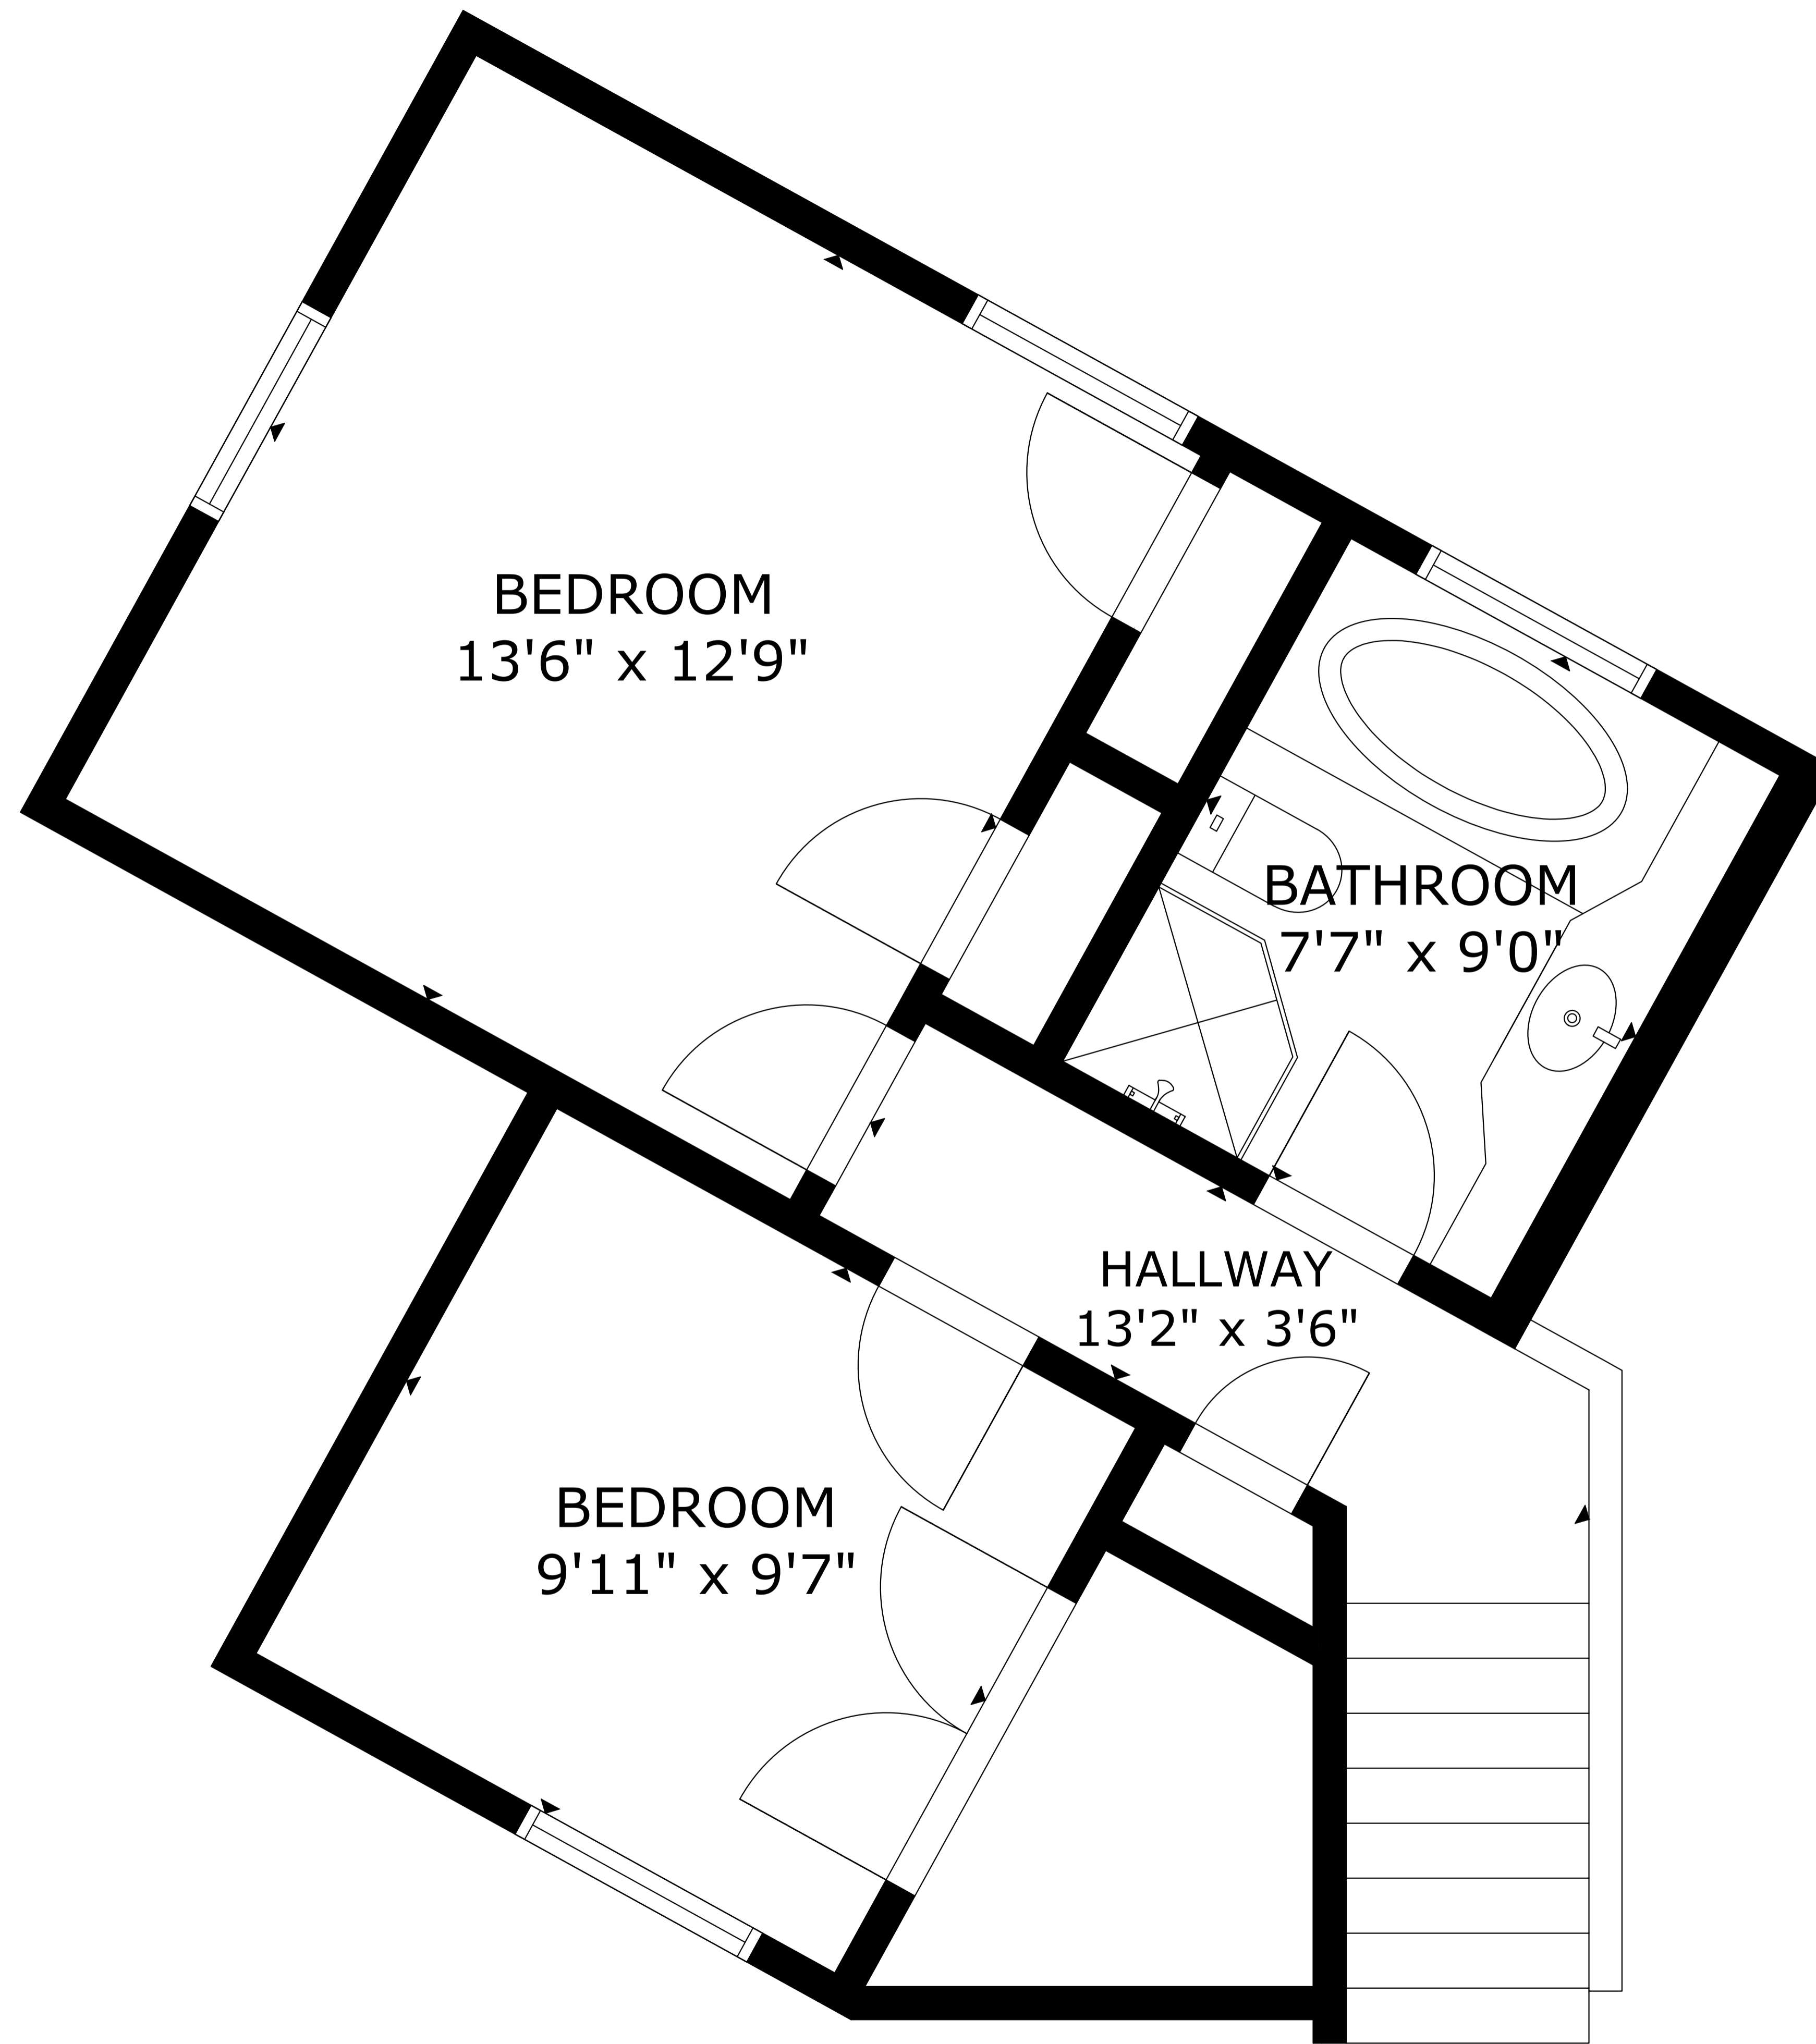 BEDROOM
13'6" x 12'9"
BATHROOM
7'7" x 9'0"
HALLWAY
13'2" x 3'6"
BEDROOM
9'11" x 9'7"